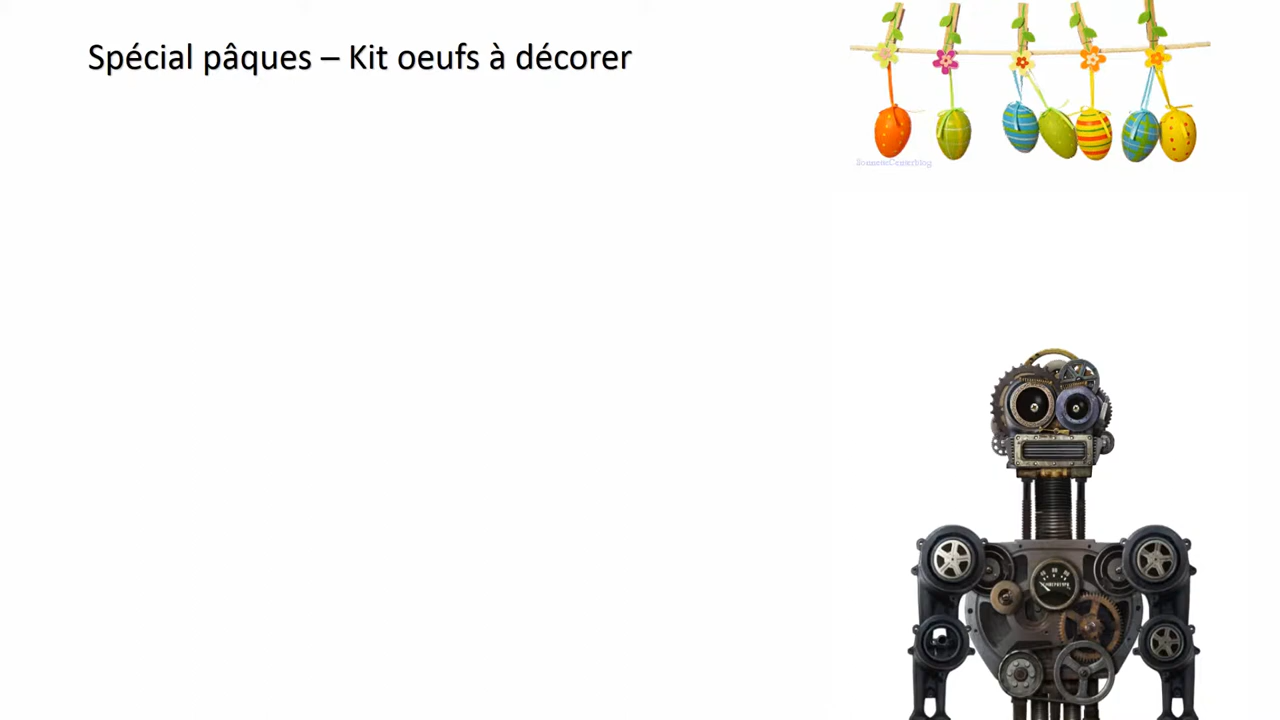 Spécial pâques – Kit oeufs à décorer